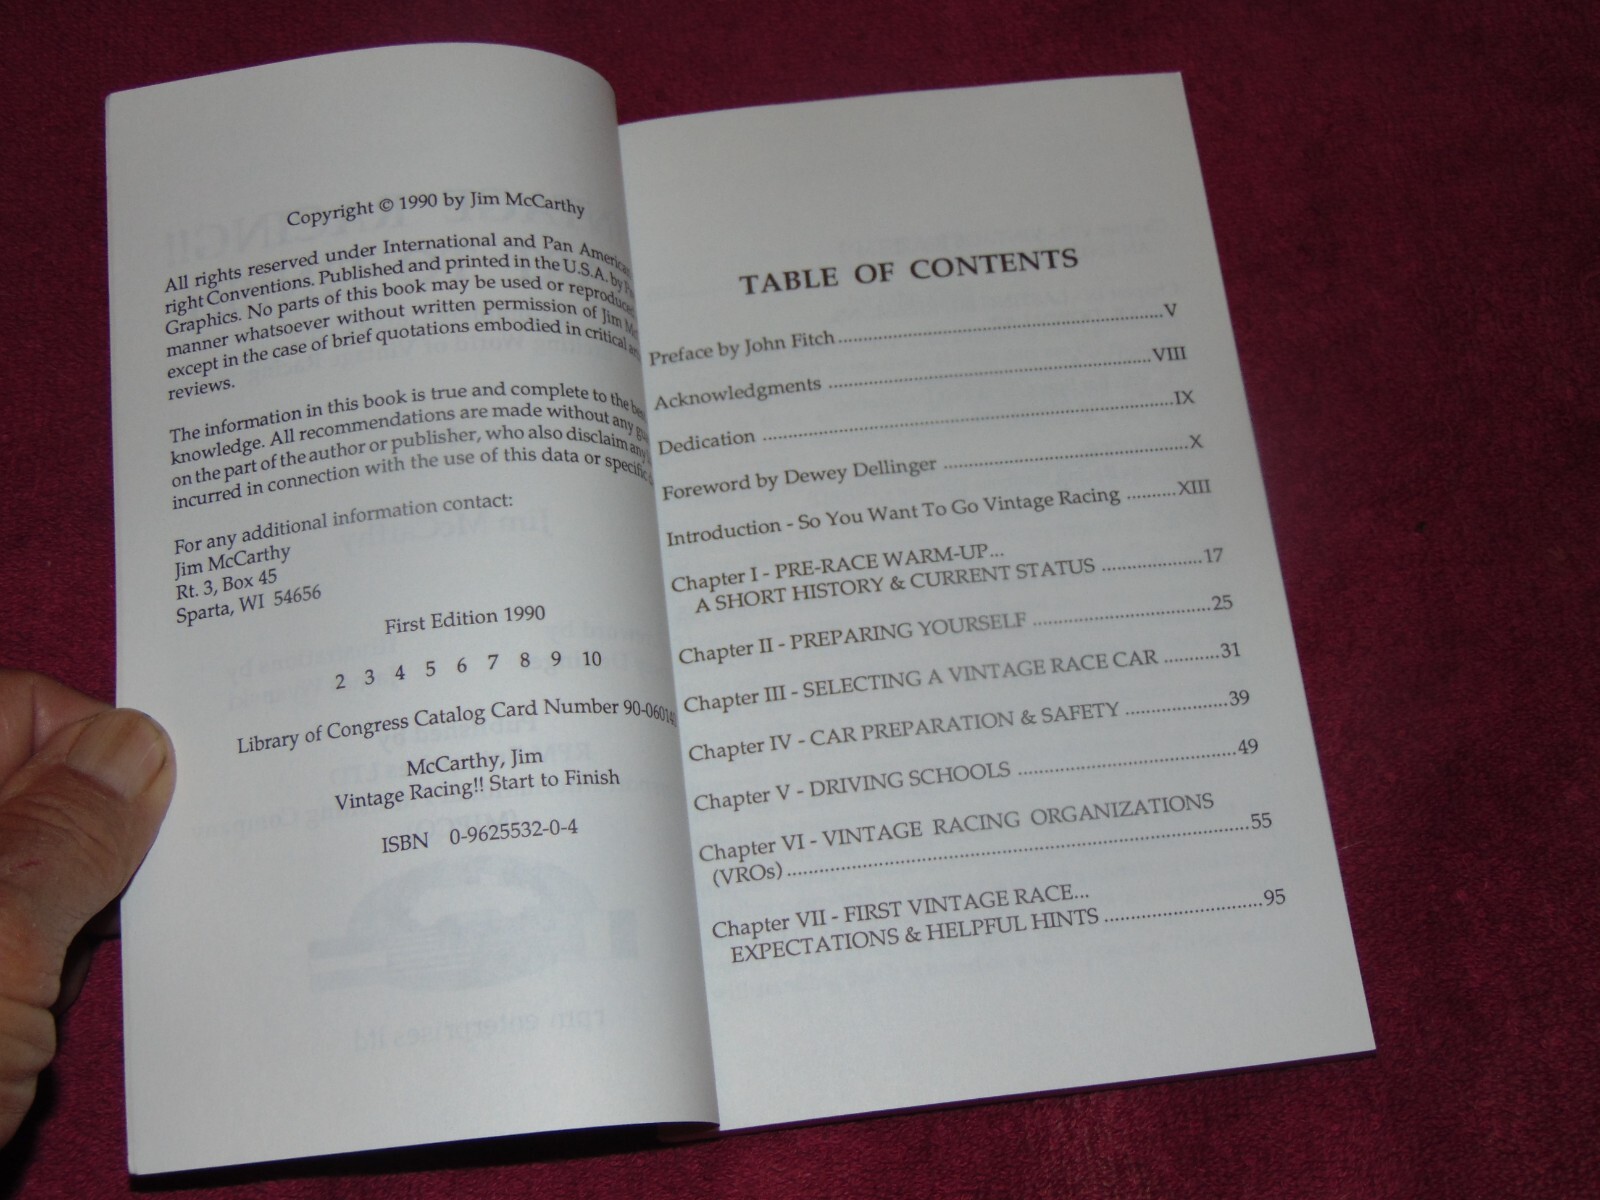 Copyright © 1990 by Jim McCarthy
All rights reserved under International and Pan American
right Conventions. Published and printed in the U.S.A. by
Graphics. No parts of this book may be used or reproduced
manner whatsoever without written permission of Jim
except in the case of brief quotations embodied in critical
reviews.
The information in this book is true and complete to the
knowledge. All recommendations are made without any
on the part of the author or publisher, who also disclaim any
incurred in connection with the use of this data or specific
For any additional information contact:
Jim McCarthy
Rt. 3, Box 45
Sparta, WI 54656
First Edition 1990
2 3 4 5 6 7 8 9 10
Library of Congress Catalog Card Number
McCarthy, Jim
Vintage Racing!! Start to Finish
ISBN 0-9625532-0-4
TABLE OF CONTENTS
Preface by John Fitch ........ V
Acknowledgments ........ VIII
Dedication ........ IX
Foreword by Dewey Dellinger ........ X
Introduction - So You Want To Go Vintage Racing ........ XIII
Chapter I - PRE-RACE WARM-UP...
A SHORT HISTORY & CURRENT STATUS ........ 17
Chapter II - PREPARING YOURSELF ........ 25
Chapter III - SELECTING A VINTAGE RACE CAR ........ 31
Chapter IV - CAR PREPARATION & SAFETY ........ 39
Chapter V - DRIVING SCHOOLS ........ 49
Chapter VI - VINTAGE RACING ORGANIZATIONS
(VROs) ........ 55
Chapter VII - FIRST VINTAGE RACE...
EXPECTATIONS & HELPFUL HINTS ........ 95